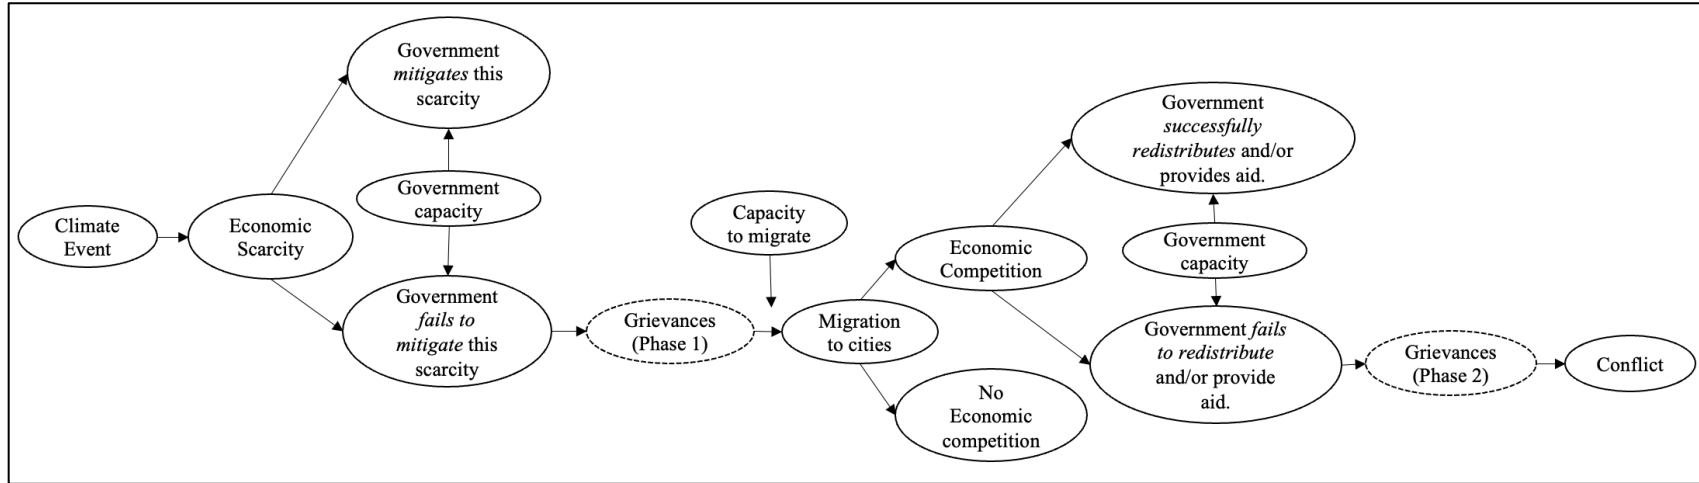 Climate
Event
Economic
Scarcity
Government
mitigates this
scarcity
Government
capacity
Government
fails to
mitigate this
scarcity
Grievances
(Phase 1)
Capacity
to migrate
Migration
to cities
Economic
Competition
No
Economic
competition
Government
successfully
redistributes and/or
provides aid.
Government
capacity
Government fails
to redistribute
and/or provide
aid.
Grievances
(Phase 2)
Conflict